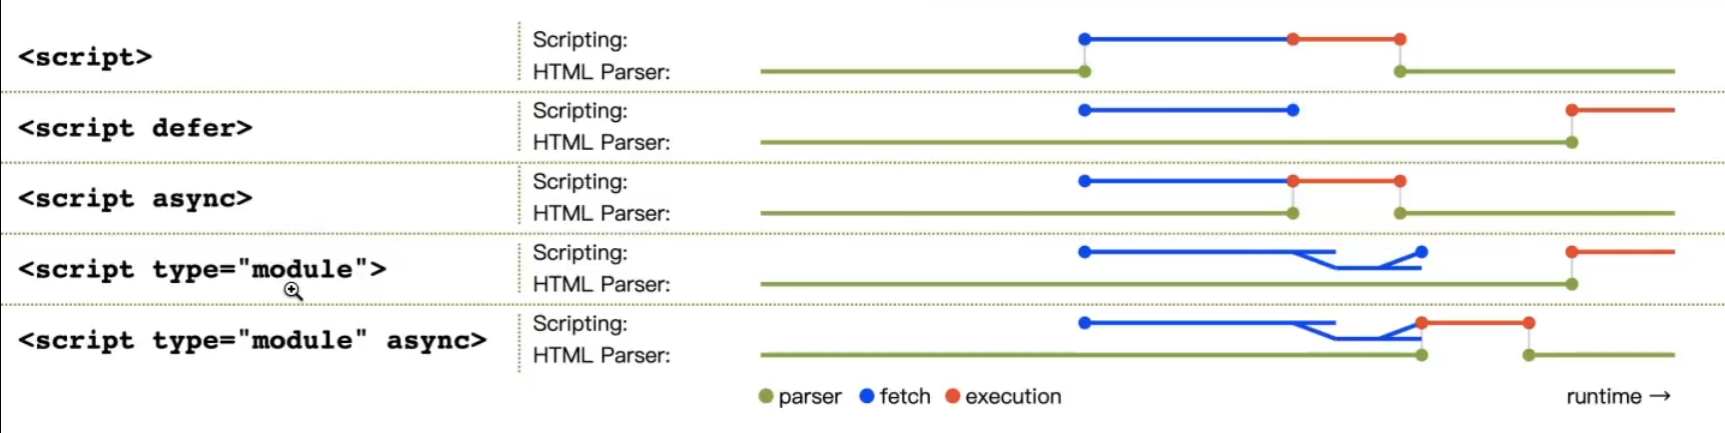 <script>
Scripting:
HTML Parser:
<script defer>
Scripting:
HTML Parser:
<script async>
Scripting:
HTML Parser:
<script type="module">
Scripting:
HTML Parser:
<script type="module" async>
Scripting:
HTML Parser:
parser fetch execution runtime →